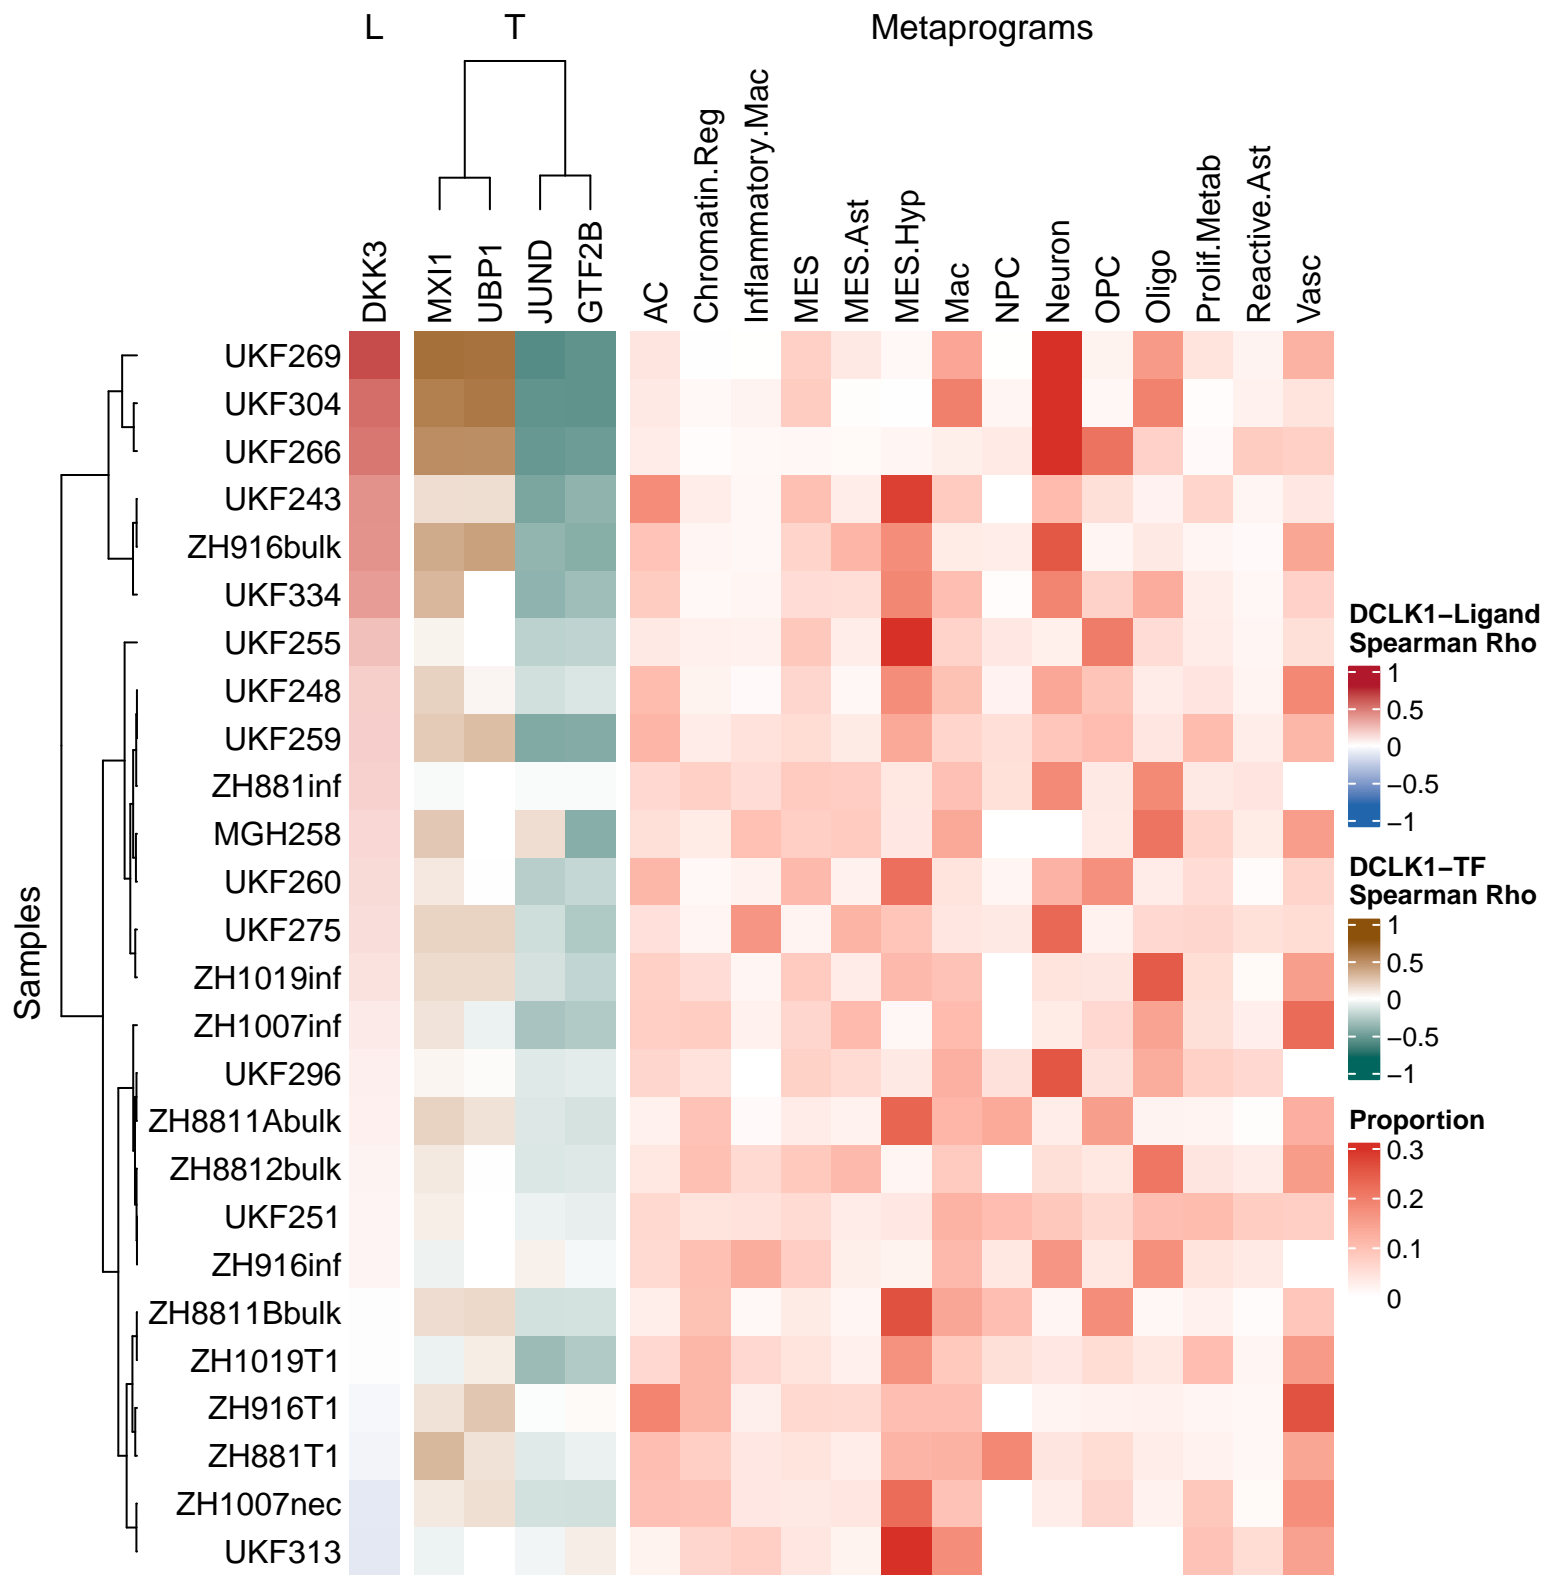 L T Metaprograms
DKK3 MXI1 UBP1 JUND GTF2B AC Chromatin.Reg Inflammatory.Mac MES MES.Ast MES.Hyp Mac NPC Neuron OPC Oligo Prolif.Metab Reactive.Ast Vasc
Samples
UKF269
UKF304
UKF266
UKF243
ZH916bulk
UKF334
UKF255
UKF248
UKF259
ZH881inf
MGH258
UKF260
UKF275
ZH1019inf
ZH1007inf
UKF296
ZH8811Abulk
ZH8812bulk
UKF251
ZH916inf
ZH8811Bbulk
ZH1019T1
ZH916T1
ZH881T1
ZH1007nec
UKF313
DCLK1−Ligand
Spearman Rho
1
0.5
0
−0.5
−1
DCLK1−TF
Spearman Rho
1
0.5
0
−0.5
−1
Proportion
0.3
0.2
0.1
0